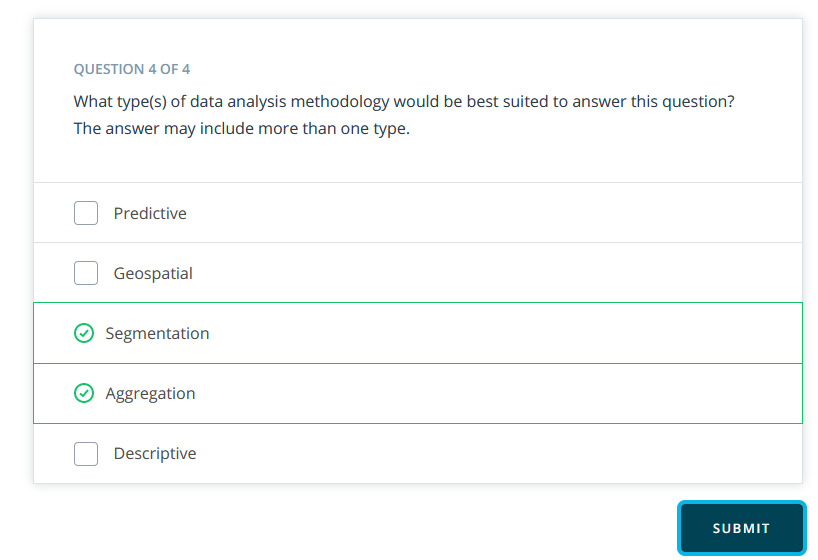 QUESTION 4 OF 4
What type(s) of data analysis methodology would be best suited to answer this question?
The answer may include more than one type.
Predictive
Geospatial
Segmentation
Aggregation
Descriptive
SUBMIT